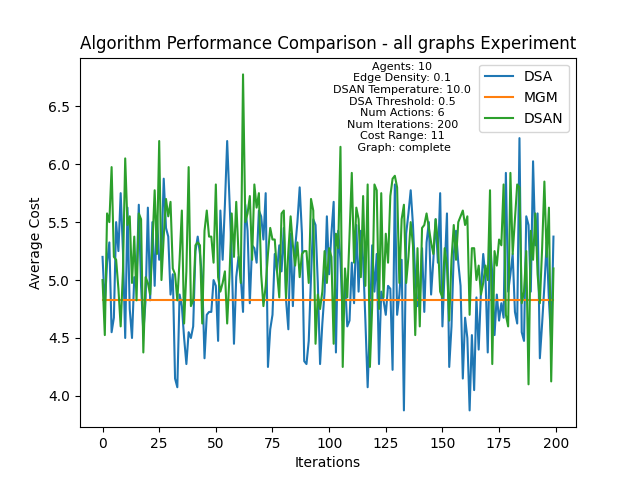 Algorithm Performance Comparison - all graphs Experiment
Agents: 10
Edge Density: 0.1
DSAN Temperature: 10.0
DSA Threshold: 0.5
Num Actions: 6
Num Iterations: 200
Cost Range: 11
Graph: complete
DSA
MGM
DSAN
Average Cost
6.5
6.0
5.5
5.0
4.5
4.0
0 25 50 75 100 125 150 175 200
Iterations